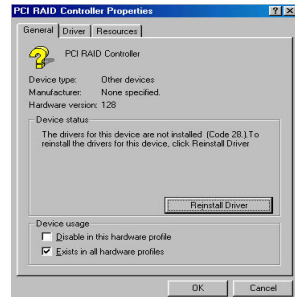 PCI RAID Controller Properties
General Driver Resources
PCI RAID Controller
Device type: Other devices
Manufacturer: None specified.
Hardware version: 128
Device status
The drivers for this device are not installed (Code 28.) To
reinstall the drivers for this device, click Reinstall Driver
Reinstall Driver
Device usage
Disable in this hardware profile
Exists in all hardware profiles
OK Cancel